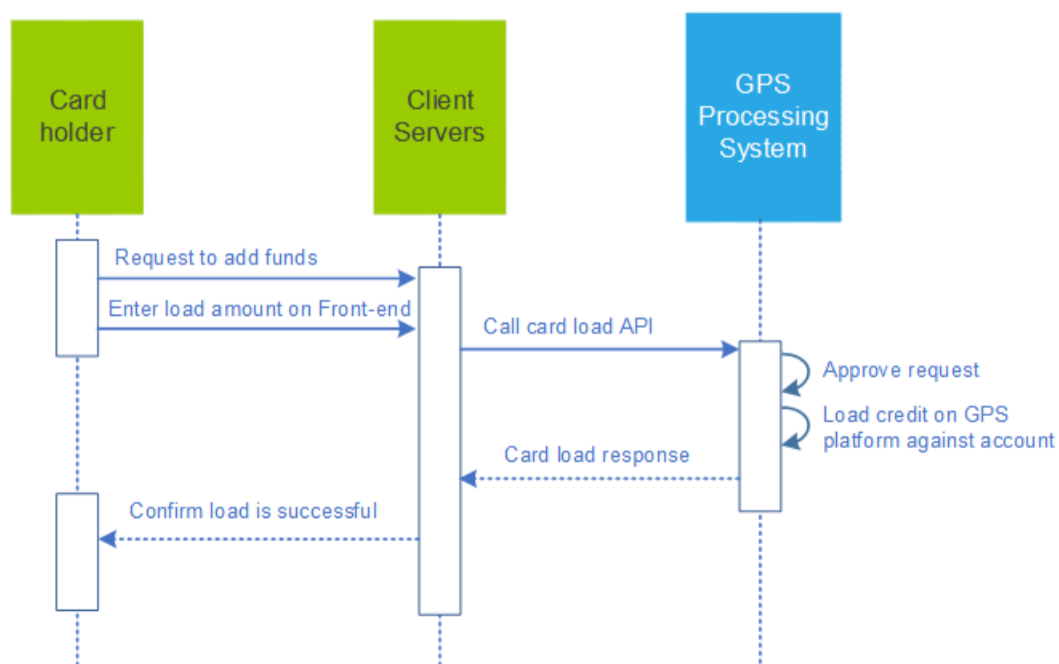 Card
holder
Client
Servers
GPS
Processing
System
Request to add funds
Enter load amount on Front-end
Call card load API
Approve request
Load credit on GPS
platform against account
Card load response
Confirm load is successful